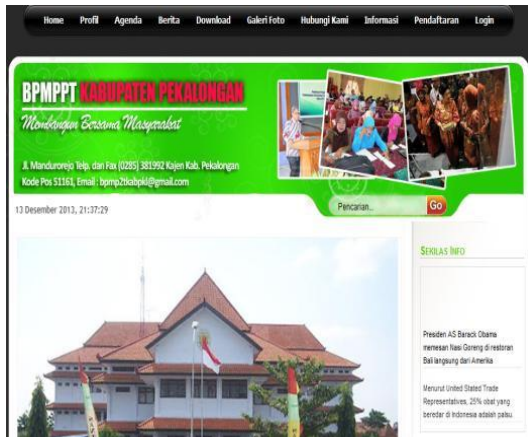 Home Profil Agenda Berita Download Galeri Foto Hubungi Kami Informasi Pendaftaran Login
BPMPPT KABUPATEN PEKALONGAN
Membangun Bersama Masyarakat
Jl. Mandurorejo Telp. dan Fax (0285) 381992 Kajen Kab. Pekalongan
Kode Pos 51161, Email : bpmp2tkabpkl@gmail.com
13 Desember 2013, 21:37:29
Pencarian... Go
SEKILAS INFO
Presiden AS Barack Obama
memesan Nasi Goreng di restoran
Bali langsung dari Amerika
Menurut United Stated Trade
Representatives, 25% obat yang
beredar di Indonesia adalah palsu.